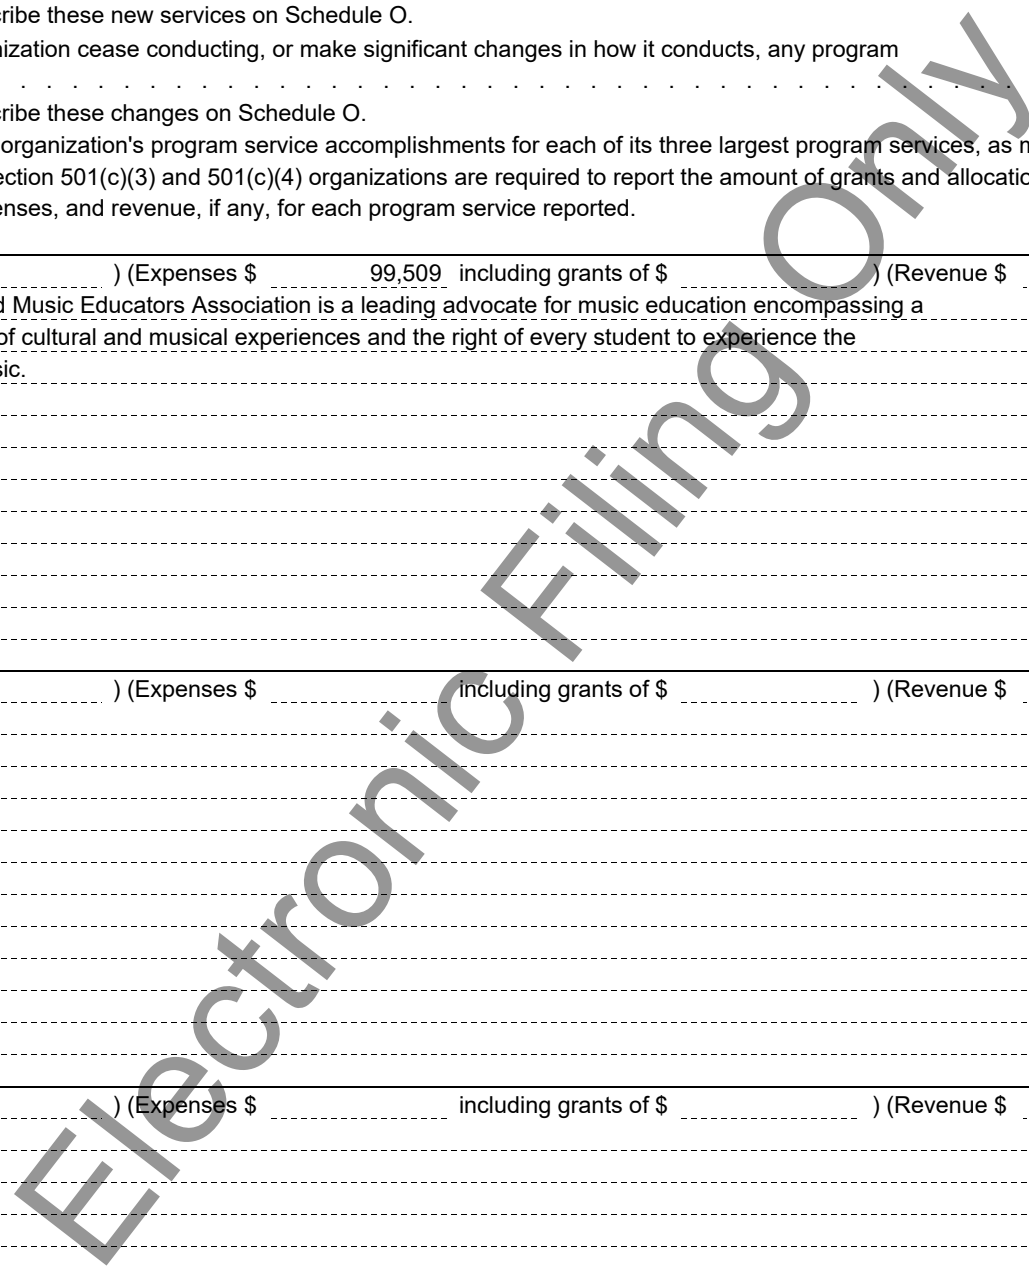 ribe these new services on Schedule O.
nization cease conducting, or make significant changes in how it conducts, any program
. . . . . . . . . . . . . . . . . . . . . . . . . . . . . . . . . . . . . . .
ribe these changes on Schedule O.
organization's program service accomplishments for each of its three largest program services, as m
ection 501(c)(3) and 501(c)(4) organizations are required to report the amount of grants and allocatio
enses, and revenue, if any, for each program service reported.
) (Expenses $ 99,509 including grants of $ ) (Revenue $
d Music Educators Association is a leading advocate for music education encompassing a
of cultural and musical experiences and the right of every student to experience the
sic.
) (Expenses $ including grants of $ ) (Revenue $
) (Expenses $ including grants of $ ) (Revenue $
Electronic Filing Only